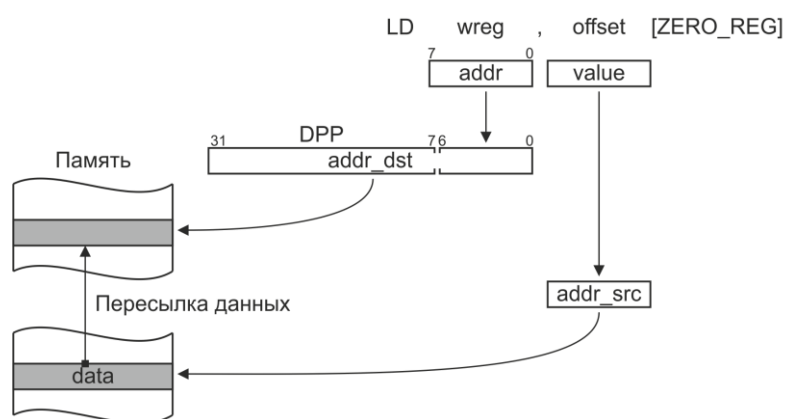 LD wreg , offset [ZERO_REG]
7 0
addr value
31 DPP 7 6 0
addr_dst
Память
addr_src
Пересылка данных
data